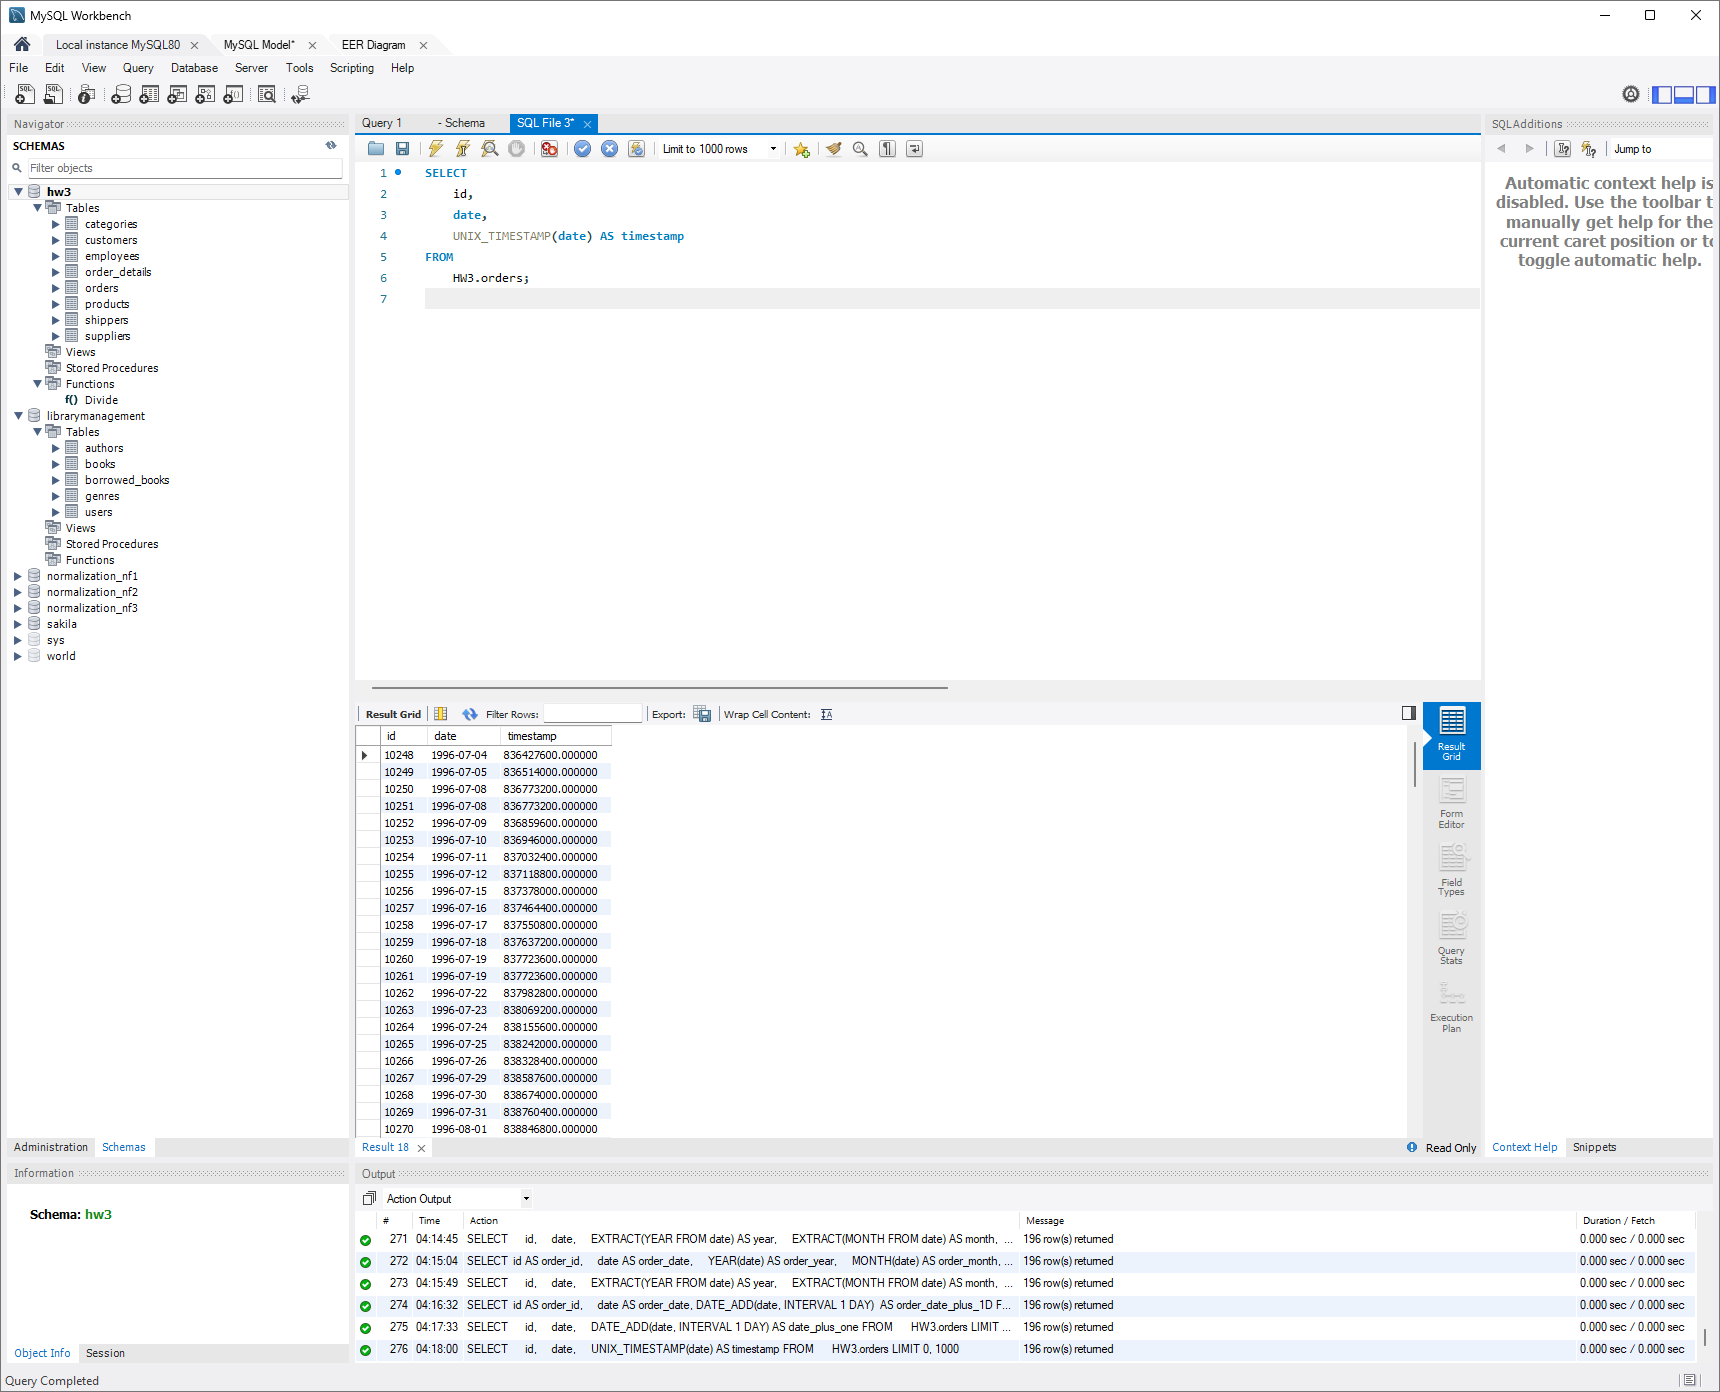 MySQL Workbench
Local instance MySQL80
MySQL Model*
EER Diagram
File Edit View Query Database Server Tools Scripting Help
Navigator
SCHEMAS
Filter objects
hw3
Tables
categories
customers
employees
order_details
orders
products
shippers
suppliers
Views
Stored Procedures
Functions
f() Divide
librarymanagement
Tables
authors
books
borrowed_books
genres
users
Views
Stored Procedures
Functions
normalization_nf1
normalization_nf2
normalization_nf3
sakila
sys
world
Administration Schemas
Information
Schema: hw3
Object Info Session
Query Completed
Query 1 - Schema SQL File 3*
Limit to 1000 rows
1 SELECT
2 id,
3 date,
4 UNIX_TIMESTAMP(date) AS timestamp
5 FROM
6 HW3.orders;
7
Result Grid Filter Rows: Export: Wrap Cell Content:
id date timestamp
10248 1996-07-04 836427600.000000
10249 1996-07-05 836514000.000000
10250 1996-07-08 836773200.000000
10251 1996-07-08 836773200.000000
10252 1996-07-09 836859600.000000
10253 1996-07-10 836946000.000000
10254 1996-07-11 837032400.000000
10255 1996-07-12 837118800.000000
10256 1996-07-15 837378000.000000
10257 1996-07-16 837464400.000000
10258 1996-07-17 837550800.000000
10259 1996-07-18 837637200.000000
10260 1996-07-19 837723600.000000
10261 1996-07-19 837723600.000000
10262 1996-07-22 837982800.000000
10263 1996-07-23 838069200.000000
10264 1996-07-24 838155600.000000
10265 1996-07-25 838242000.000000
10266 1996-07-26 838328400.000000
10267 1996-07-29 838587600.000000
10268 1996-07-30 838674000.000000
10269 1996-07-31 838760400.000000
10270 1996-08-01 838846800.000000
Result Grid
Form Editor
Field Types
Query Stats
Execution Plan
Result 18
Read Only
Output
Action Output
# Time Action Message Duration / Fetch
271 04:14:45 SELECT id, date, EXTRACT(YEAR FROM date) AS year, EXTRACT(MONTH FROM date) AS month, ... 196 row(s) returned 0.000 sec / 0.000 sec
272 04:15:04 SELECT id AS order_id, date AS order_date, YEAR(date) AS order_year, MONTH(date) AS order_month, ... 196 row(s) returned 0.000 sec / 0.000 sec
273 04:15:49 SELECT id, date, EXTRACT(YEAR FROM date) AS year, EXTRACT(MONTH FROM date) AS month, ... 196 row(s) returned 0.000 sec / 0.000 sec
274 04:16:32 SELECT id AS order_id, date AS order_date, DATE_ADD(date, INTERVAL 1 DAY) AS order_date_plus_1D F... 196 row(s) returned 0.000 sec / 0.000 sec
275 04:17:33 SELECT id, date, DATE_ADD(date, INTERVAL 1 DAY) AS date_plus_one FROM HW3.orders LIMIT ... 196 row(s) returned 0.000 sec / 0.000 sec
276 04:18:00 SELECT id, date, UNIX_TIMESTAMP(date) AS timestamp FROM HW3.orders LIMIT 0, 1000 196 row(s) returned 0.000 sec / 0.000 sec
SQLAdditions
Jump to
Automatic context help is
disabled. Use the toolbar t
manually get help for the
current caret position or to
toggle automatic help.
Context Help Snippets